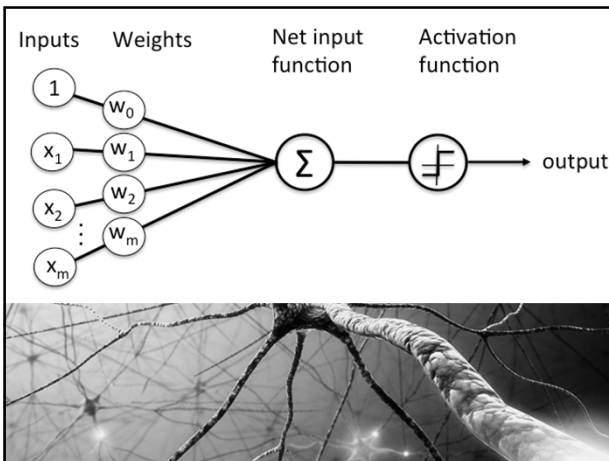 Inputs Weights Net input function Activation function
1
w₀
x₁ w₁
Σ
output
x₂ w₂
⋮
wₘ
xₘ